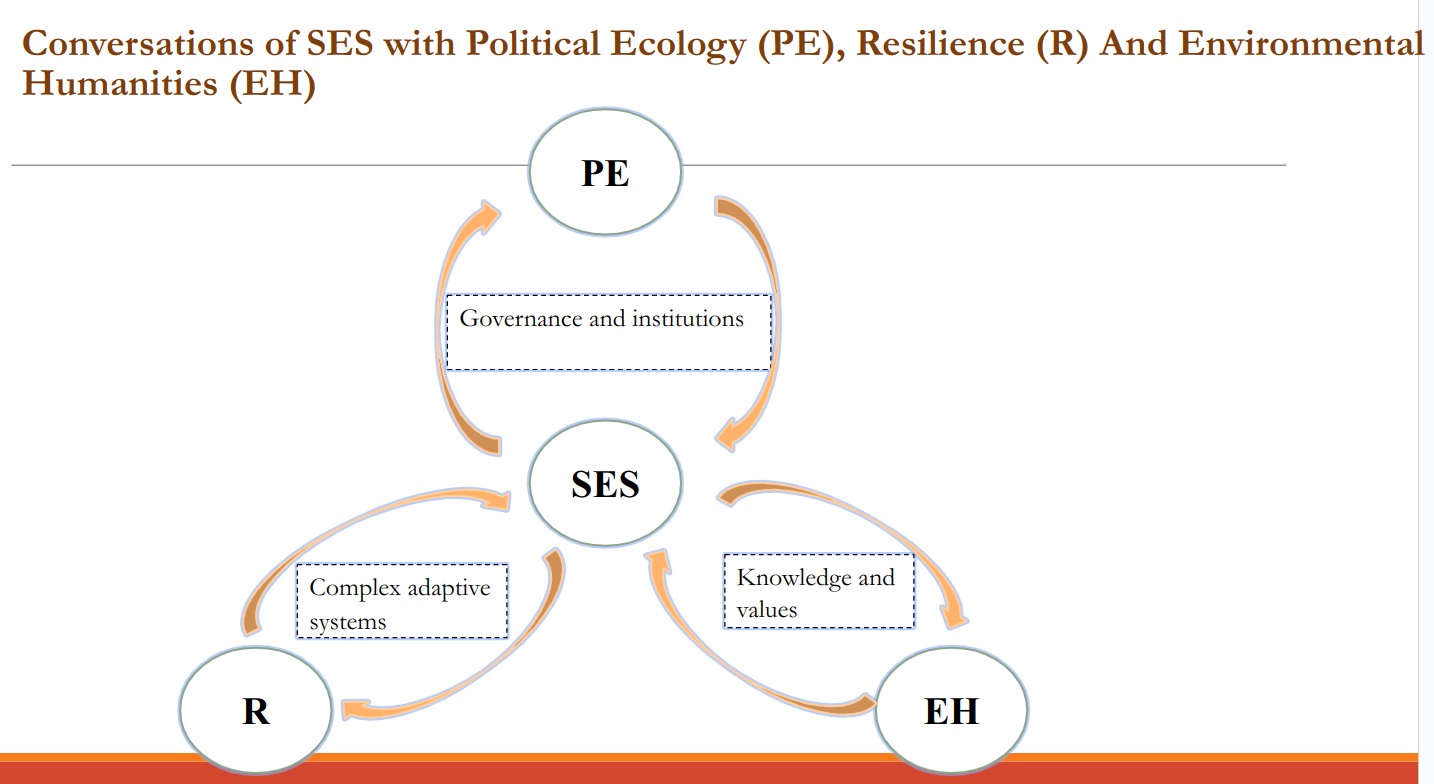 Conversations of SES with Political Ecology (PE), Resilience (R) And Environmental
Humanities (EH)
PE
Governance and institutions
SES
Complex adaptive
systems
Knowledge and
values
R
EH